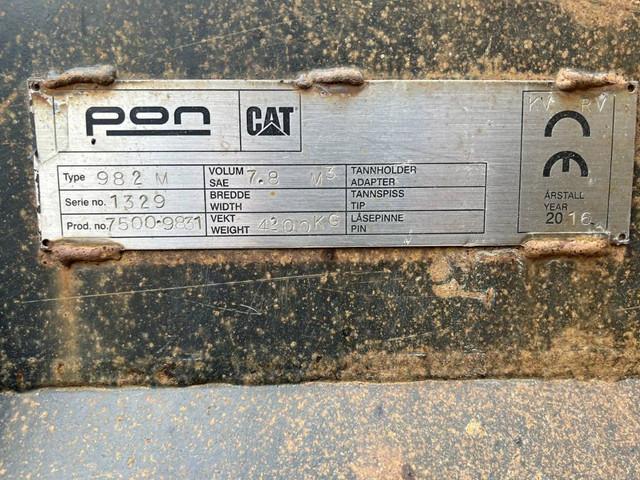 pon
CAT
Type 982 M
Serie no. 1329
Prod. no. 7500-9831
VOLUM
SAE 7.8 M³
BREDDE
WIDTH
VEKT
WEIGHT 4200 KG
TANNHOLDER
ADAPTER
TANNSPISS
TIP
LÅSEPINNE
PIN
CE
ÅRSTALL
YEAR
2016